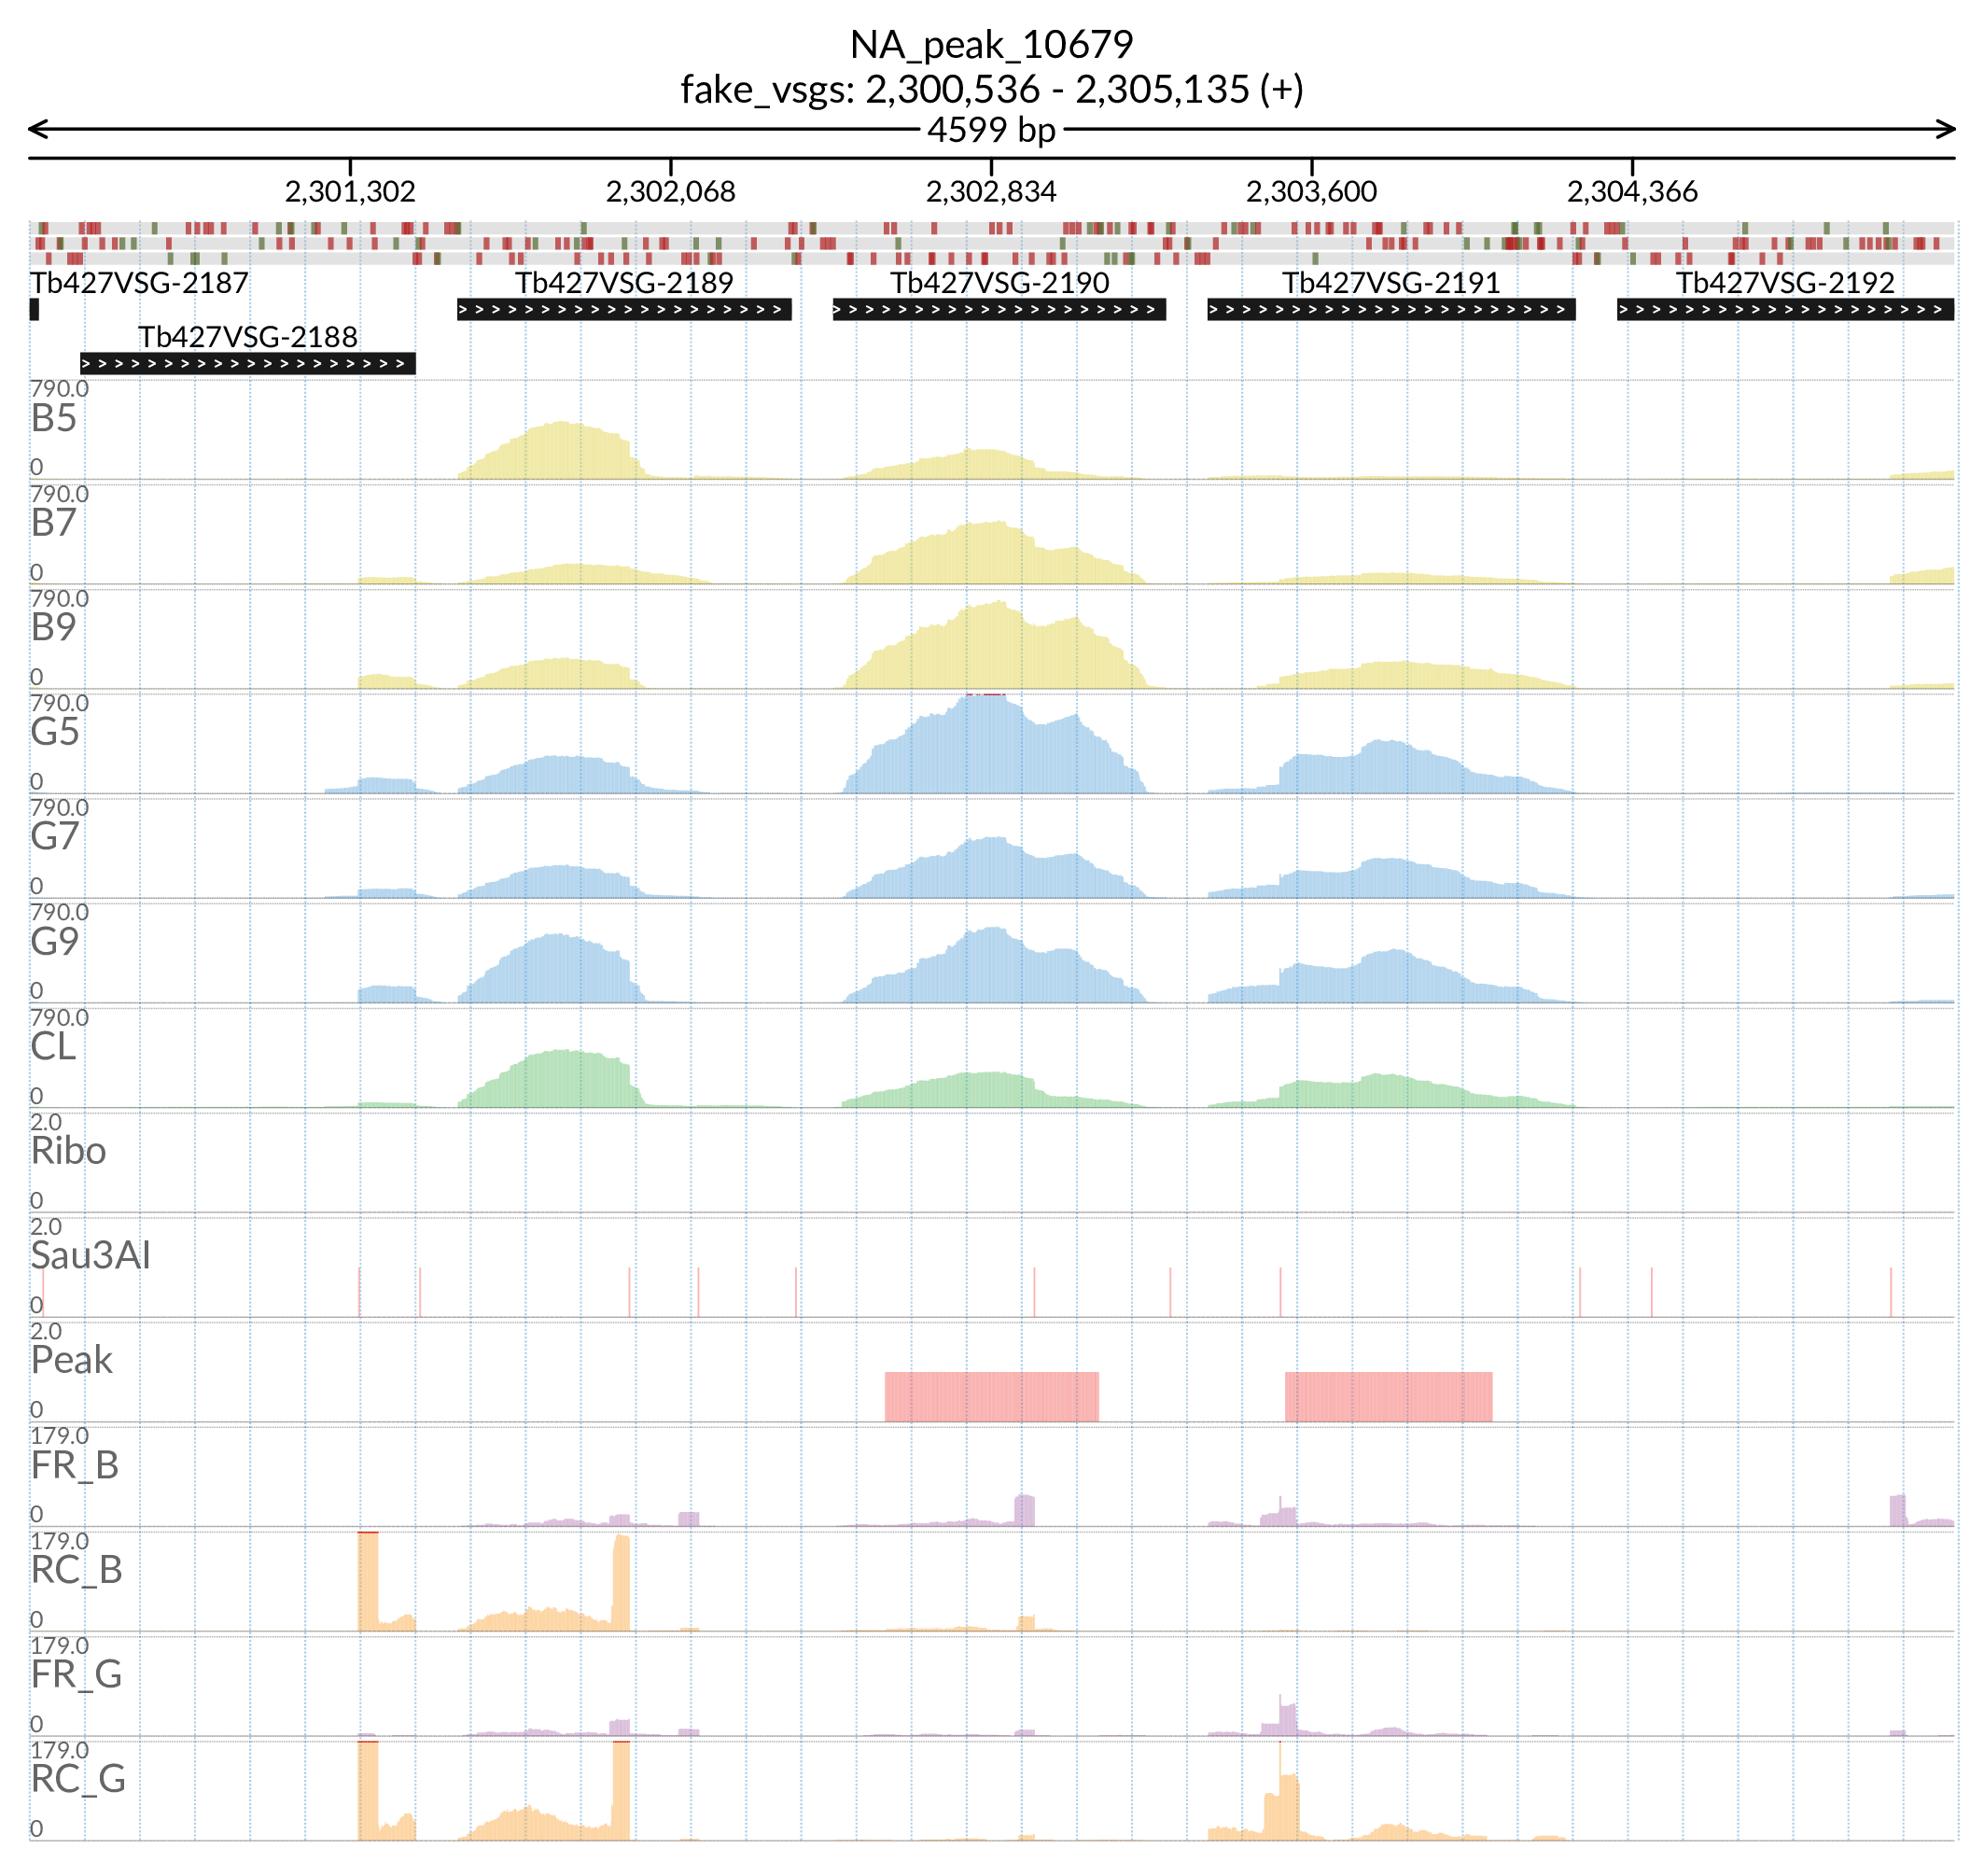 NA_peak_10679
fake_vsgs: 2,300,536 - 2,305,135 (+)
4599 bp
2,301,302 2,302,068 2,302,834 2,303,600 2,304,366
Tb427VSG-2187 Tb427VSG-2189 Tb427VSG-2190 Tb427VSG-2191 Tb427VSG-2192
Tb427VSG-2188
790.0
B5
0
790.0
B7
0
790.0
B9
0
790.0
G5
0
790.0
G7
0
790.0
G9
0
790.0
CL
0
2.0
Ribo
0
2.0
Sau3AI
0
2.0
Peak
0
179.0
FR_B
0
179.0
RC_B
0
179.0
FR_G
0
179.0
RC_G
0